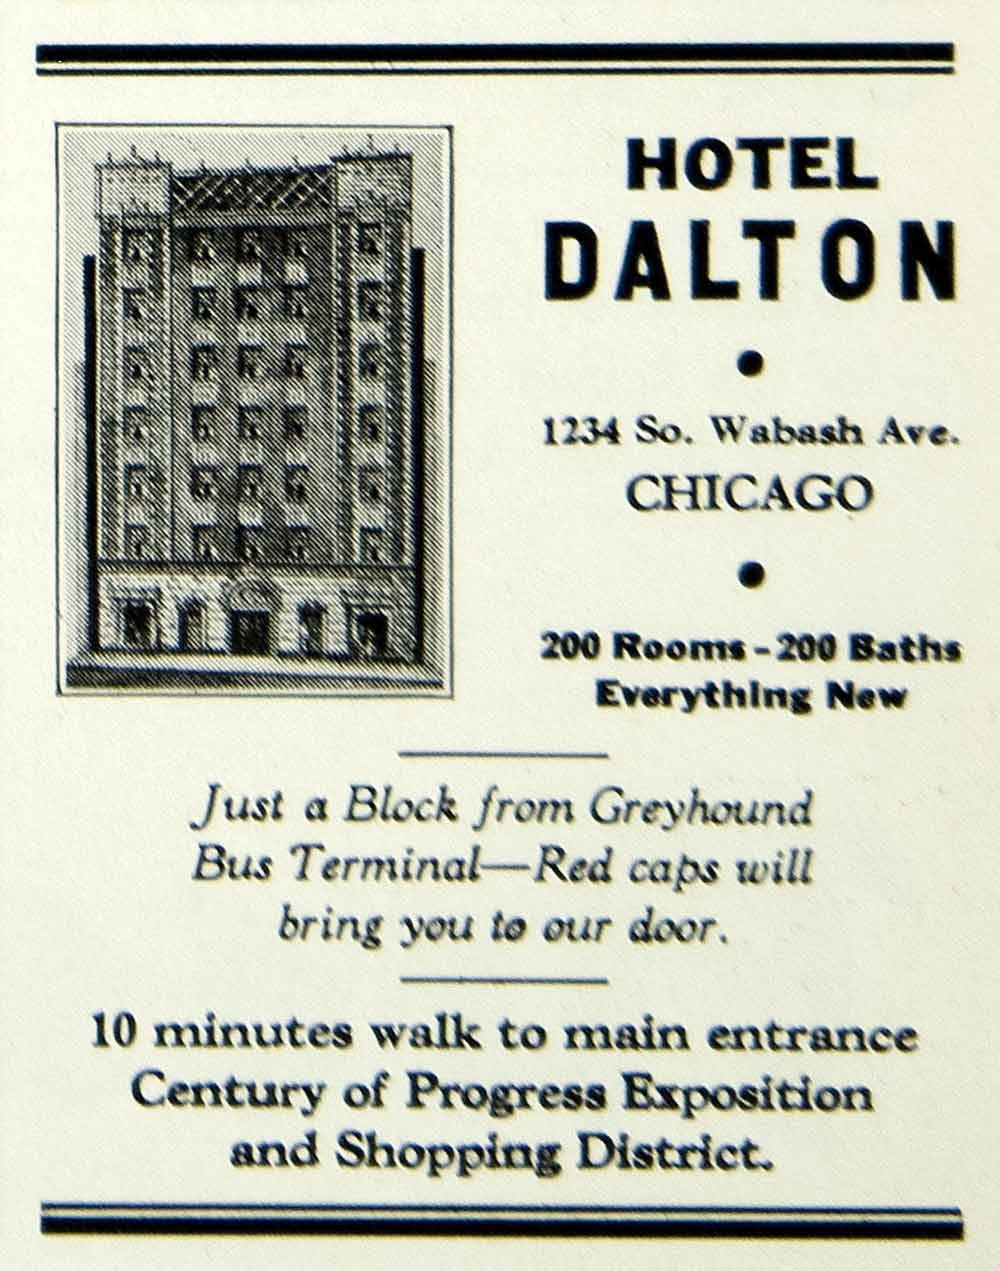 HOTEL
DALTON
1234 So. Wabash Ave.
CHICAGO
200 Rooms - 200 Baths
Everything New
Just a Block from Greyhound
Bus Terminal—Red caps will
bring you to our door.
10 minutes walk to main entrance
Century of Progress Exposition
and Shopping District.